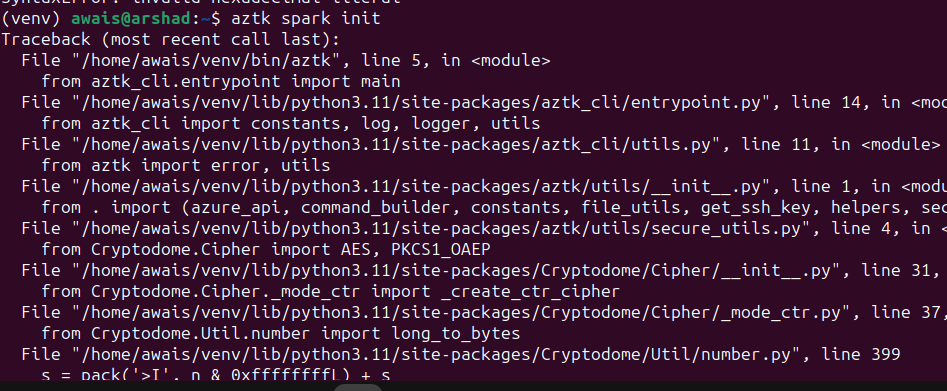 SyntaxError: invalid hexadecimal literal
(venv) awais@arshad:~$ aztk spark init
Traceback (most recent call last):
  File "/home/awais/venv/bin/aztk", line 5, in <module>
    from aztk_cli.entrypoint import main
  File "/home/awais/venv/lib/python3.11/site-packages/aztk_cli/entrypoint.py", line 14, in <mod
    from aztk_cli import constants, log, logger, utils
  File "/home/awais/venv/lib/python3.11/site-packages/aztk_cli/utils.py", line 11, in <module>
    from aztk import error, utils
  File "/home/awais/venv/lib/python3.11/site-packages/aztk/utils/__init__.py", line 1, in <modu
    from . import (azure_api, command_builder, constants, file_utils, get_ssh_key, helpers, sec
  File "/home/awais/venv/lib/python3.11/site-packages/aztk/utils/secure_utils.py", line 4, in <
    from Cryptodome.Cipher import AES, PKCS1_OAEP
  File "/home/awais/venv/lib/python3.11/site-packages/Cryptodome/Cipher/__init__.py", line 31,
    from Cryptodome.Cipher._mode_ctr import _create_ctr_cipher
  File "/home/awais/venv/lib/python3.11/site-packages/Cryptodome/Cipher/_mode_ctr.py", line 37,
    from Cryptodome.Util.number import long_to_bytes
  File "/home/awais/venv/lib/python3.11/site-packages/Cryptodome/Util/number.py", line 399
    s = pack('>I', n & 0xffffffffL) + s